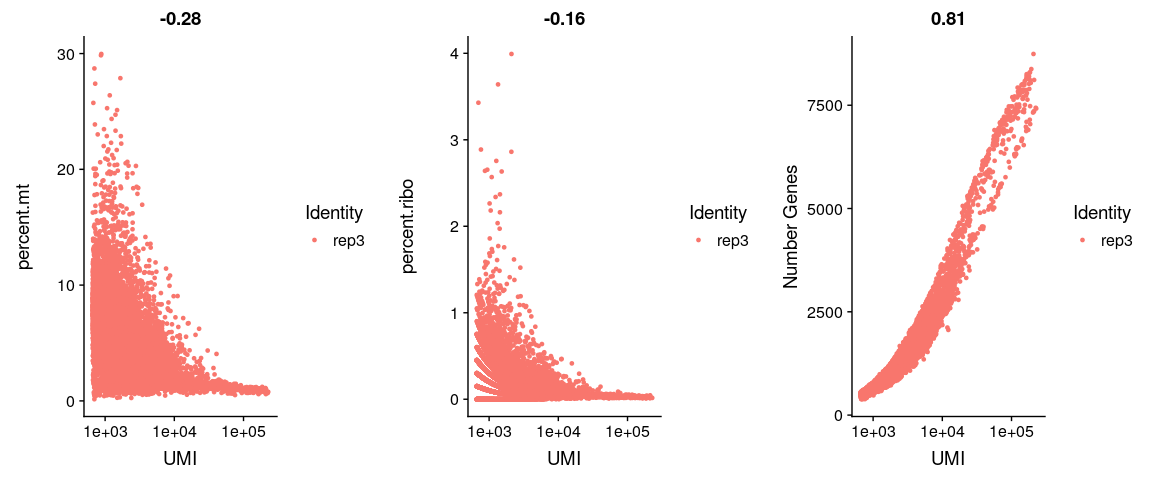 -0.28
percent.mt
30
20
10
0
1e+03 1e+04 1e+05
UMI
Identity
rep3
-0.16
percent.ribo
4
3
2
1
0
1e+03 1e+04 1e+05
UMI
Identity
rep3
0.81
Number Genes
7500
5000
2500
0
1e+03 1e+04 1e+05
UMI
Identity
rep3